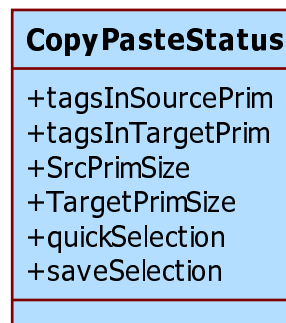 CopyPasteStatus
+tagsInSourcePrim
+tagsInTargetPrim
+SrcPrimSize
+TargetPrimSize
+quickSelection
+saveSelection